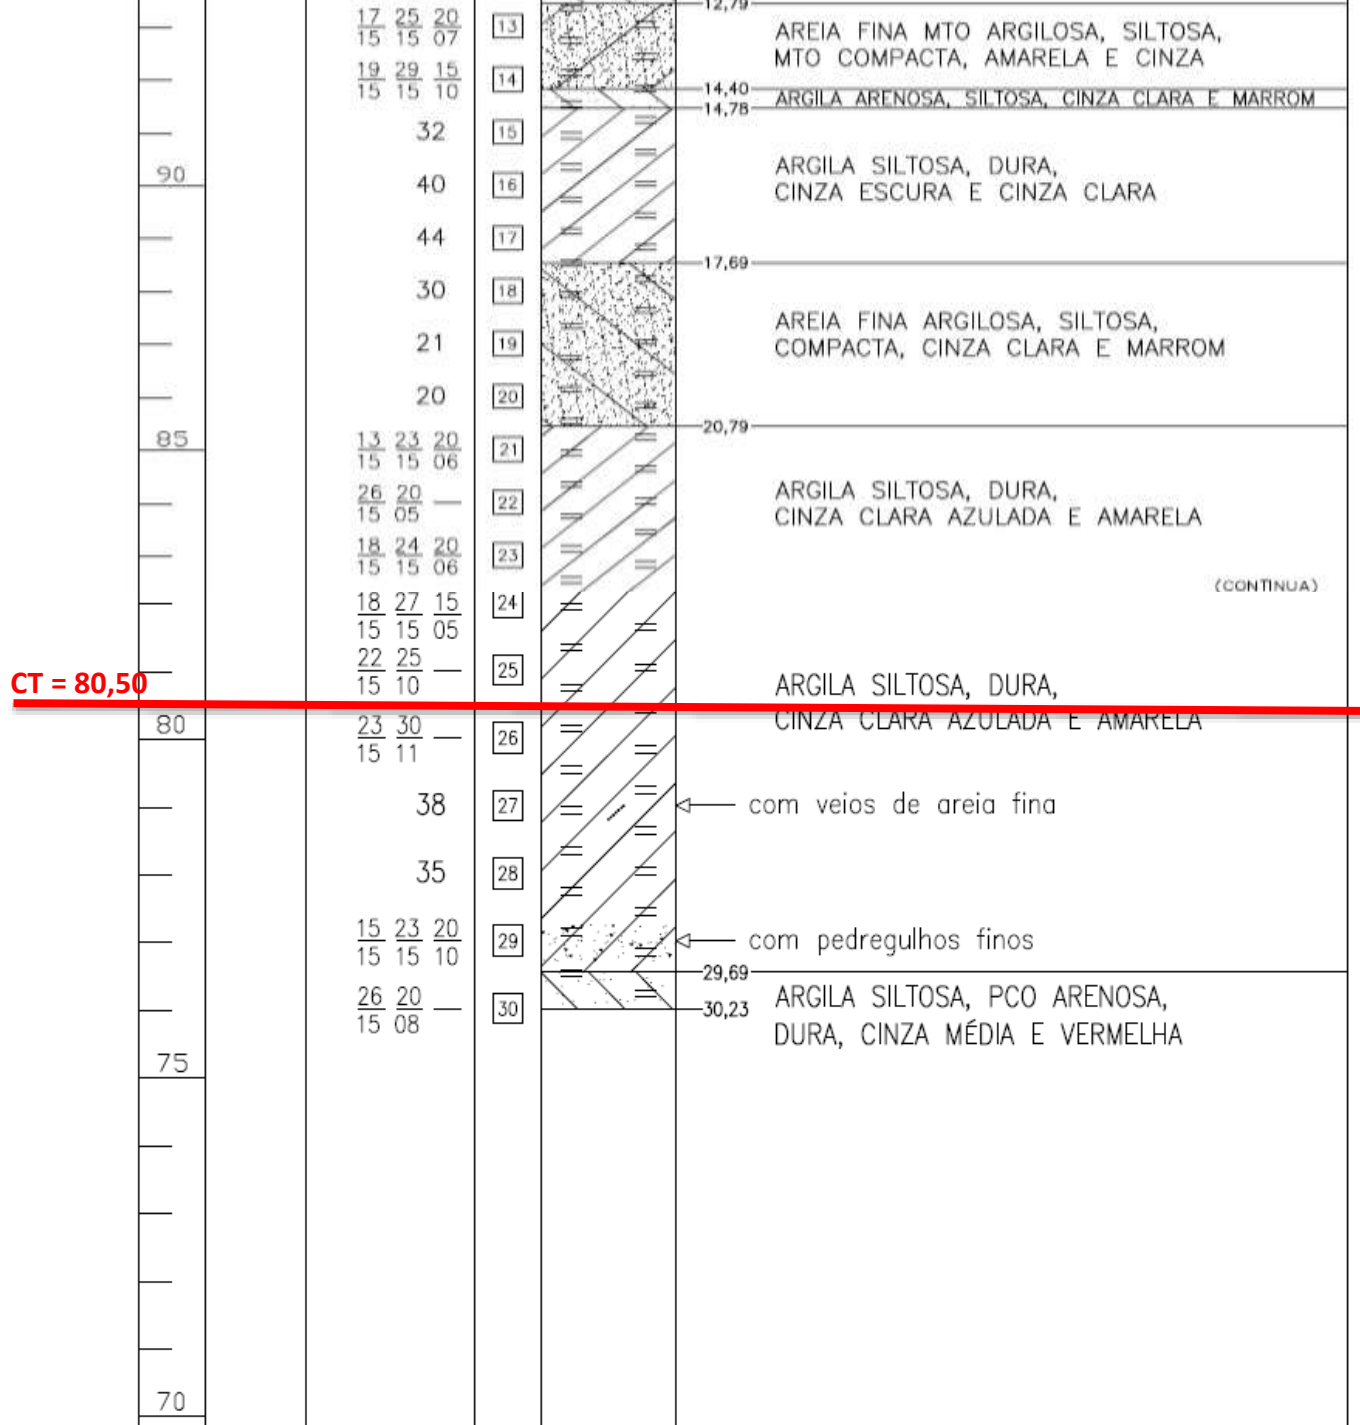 12,79
17 25 20
15 15 07
13
AREIA FINA MTO ARGILOSA, SILTOSA,
MTO COMPACTA, AMARELA E CINZA
19 29 15
15 15 10
14
14,40
ARGILA ARENOSA, SILTOSA, CINZA CLARA E MARROM
14,78
32
15
90
40
16
ARGILA SILTOSA, DURA,
CINZA ESCURA E CINZA CLARA
44
17
17,69
30
18
21
19
AREIA FINA ARGILOSA, SILTOSA,
COMPACTA, CINZA CLARA E MARROM
20
20
20,79
85
13 23 20
15 15 06
21
26 20 —
15 05
22
ARGILA SILTOSA, DURA,
CINZA CLARA AZULADA E AMARELA
18 24 20
15 15 06
23
(CONTINUA)
18 27 15
15 15 05
24
22 25 —
15 10
25
CT = 80,50
ARGILA SILTOSA, DURA,
CINZA CLARA AZULADA E AMARELA
80
23 30 —
15 11
26
38
27
com veios de areia fina
35
28
15 23 20
15 15 10
29
com pedregulhos finos
29,69
26 20 —
15 08
30
30,23
ARGILA SILTOSA, PCO ARENOSA,
DURA, CINZA MÉDIA E VERMELHA
75
70